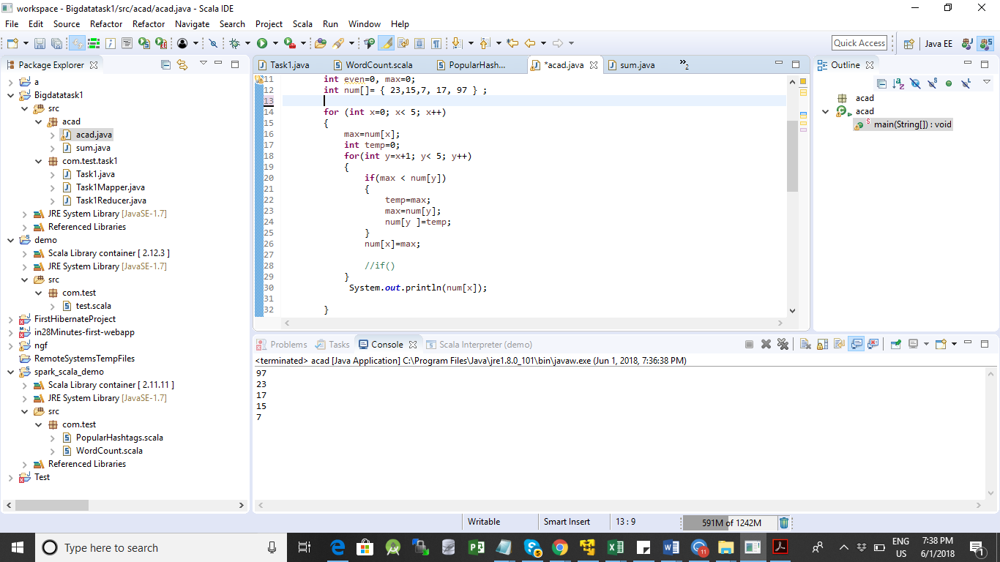 workspace - Bigdatatask1/src/acad/acad.java - Scala IDE
File Edit Source Refactor Refactor Navigate Search Project Scala Run Window Help
Quick Access
Java EE
Package Explorer
a
Bigdatatask1
src
acad
acad.java
sum.java
com.test.task1
Task1.java
Task1Mapper.java
Task1Reducer.java
JRE System Library [JavaSE-1.7]
Referenced Libraries
demo
Scala Library container [ 2.12.3 ]
JRE System Library [JavaSE-1.7]
src
com.test
test.scala
FirstHibernateProject
in28Minutes-first-webapp
ngf
RemoteSystemsTempFiles
spark_scala_demo
Scala Library container [ 2.11.11 ]
JRE System Library [JavaSE-1.7]
src
com.test
PopularHashtags.scala
WordCount.scala
Referenced Libraries
Test
Task1.java WordCount.scala PopularHash... *acad.java sum.java »2
11 int even=0, max=0;
12 int num[]= { 23,15,7, 17, 97 } ;
13
14 for (int x=0; x< 5; x++)
15 {
16 max=num[x];
17 int temp=0;
18 for(int y=x+1; y< 5; y++)
19 {
20 if(max < num[y])
21 {
22 temp=max;
23 max=num[y];
24 num[y ]=temp;
25 }
26 num[x]=max;
27
28 //if()
29 }
30 System.out.println(num[x]);
31
32 }
Outline
acad
acad
main(String[]) : void
Problems Tasks Console Scala Interpreter (demo)
<terminated> acad [Java Application] C:\Program Files\Java\jre1.8.0_101\bin\javaw.exe (Jun 1, 2018, 7:36:38 PM)
97
23
17
15
7
Writable Smart Insert 13 : 9 591M of 1242M
Type here to search
ENG
US
7:38 PM
6/1/2018